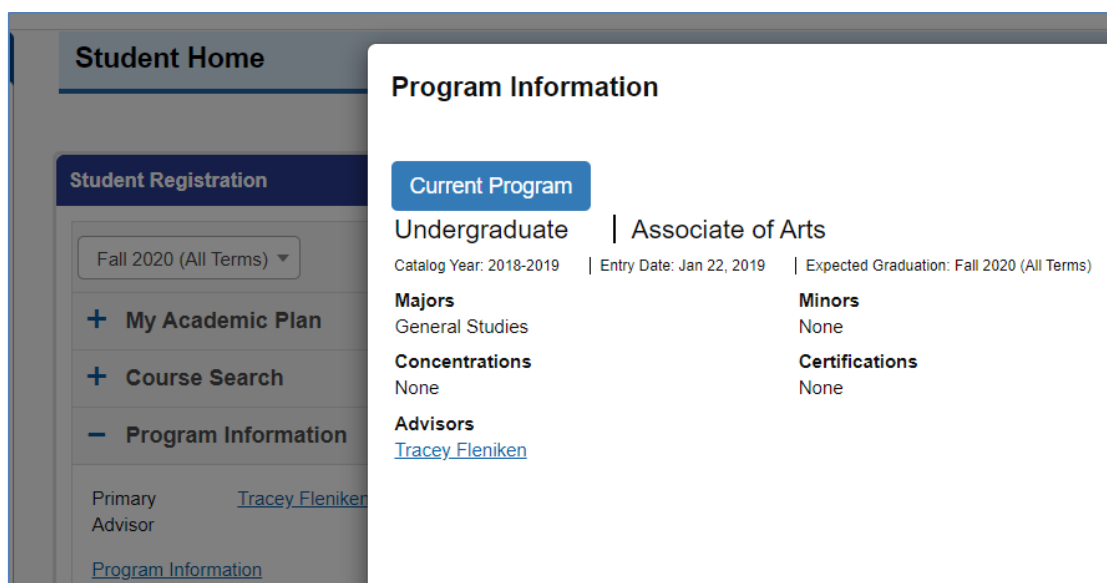 Student Home
Student Registration
Fall 2020 (All Terms)
My Academic Plan
Course Search
Program Information
Primary Advisor Tracey Fleniken
Program Information
Program Information
Current Program
Undergraduate | Associate of Arts
Catalog Year: 2018-2019 | Entry Date: Jan 22, 2019 | Expected Graduation: Fall 2020 (All Terms)
Majors
General Studies
Minors
None
Concentrations
None
Certifications
None
Advisors
Tracey Fleniken